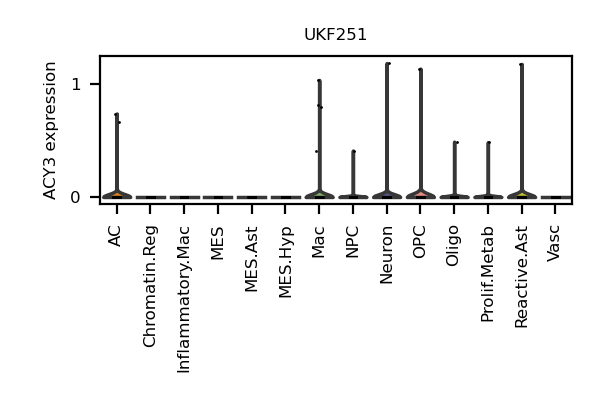 UKF251
ACY3 expression
1
0
AC
Chromatin.Reg
Inflammatory.Mac
MES
MES.Ast
MES.Hyp
Mac
NPC
Neuron
OPC
Oligo
Prolif.Metab
Reactive.Ast
Vasc